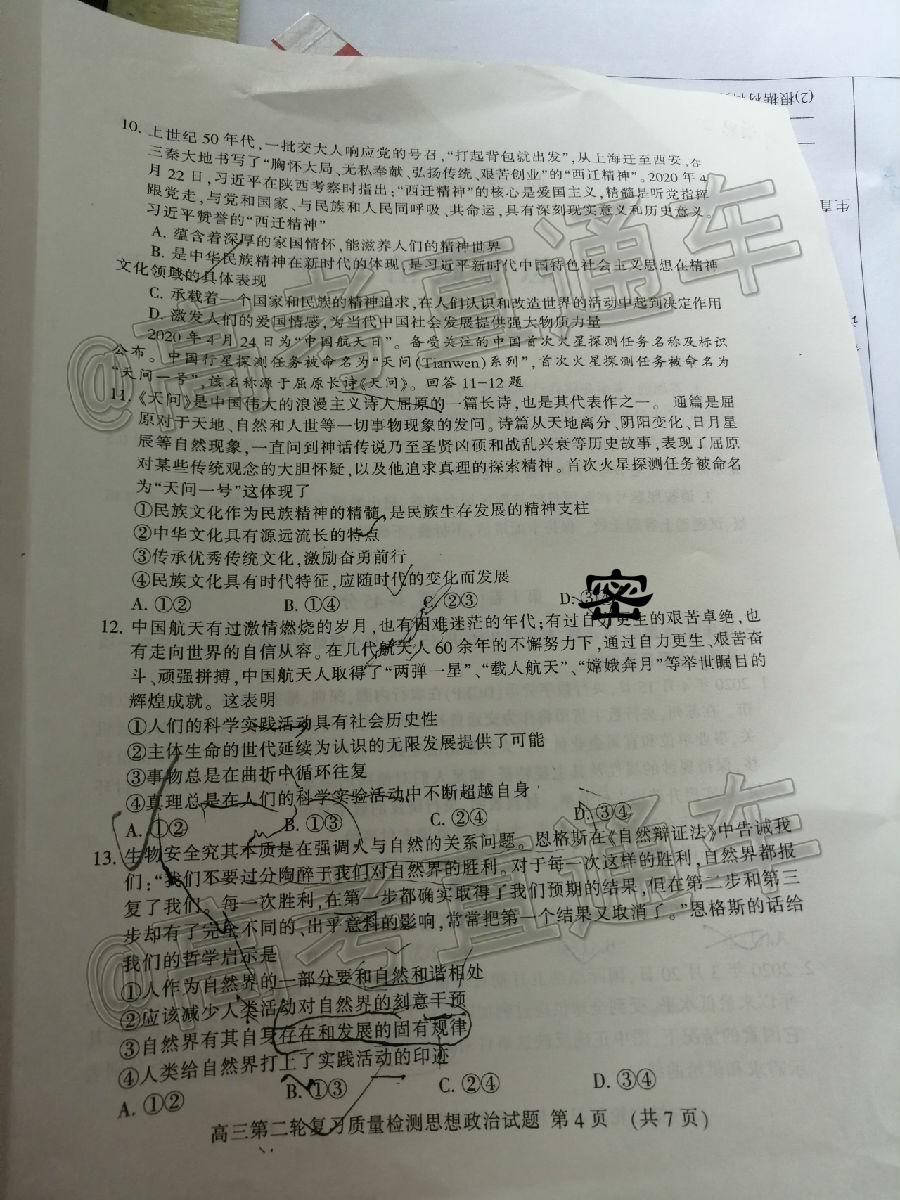 10. 上世纪50年代，一批交大人响应党的号召，“打起背包就出发”，从上海迁至西安，在
三秦大地书写了“胸怀大局、无私奉献、弘扬传统、艰苦创业”的“西迁精神”。2020年4
月22日，习近平在陕西考察时指出：“西迁精神”的核心是爱国主义，精髓是听党指挥
跟党走，与党和国家、与民族和人民同呼吸、共命运，具有深刻现实意义和历史意义。
习近平赞誉的“西迁精神”
A. 蕴含着深厚的家国情怀，能滋养人们的精神世界
B. 是中华民族精神在新时代的体现，是习近平新时代中国特色社会主义思想在精神
文化领域的具体表现
C. 承载着一个国家和民族的精神追求，在人们认识和改造世界的活动中起到决定作用
D. 激发人们的爱国情感，为当代中国社会发展提供强大物质力量
2020年4月24日为“中国航天日”。备受关注的中国首次火星探测任务名称及标识
公布。中国行星探测任务被命名为“天问(Tianwen)系列”，首次火星探测任务被命名为
“天问一号”，该名称源于屈原长诗《天问》。回答11-12题
11.《天问》是中国伟大的浪漫主义诗人屈原的一篇长诗，也是其代表作之一。 通篇是屈
原对于天地、自然和人世等一切事物现象的发问。诗篇从天地离分、阴阳变化、日月星
辰等自然现象，一直问到神话传说乃至圣贤凶顽和战乱兴衰等历史故事，表现了屈原
对某些传统观念的大胆怀疑，以及他追求真理的探索精神。首次火星探测任务被命名
为“天问一号”这体现了
①民族文化作为民族精神的精髓，是民族生存发展的精神支柱
②中华文化具有源远流长的特点
③传承优秀传统文化，激励奋勇前行
④民族文化具有时代特征，应随时代的变化而发展
A. ①② B. ①④ C. ②③ D. ③
密
12. 中国航天有过激情燃烧的岁月，也有困难迷茫的年代；有过自力更生的艰苦卓绝，也
有走向世界的自信从容。在几代航天人60余年的不懈努力下，通过自力更生、艰苦奋
斗、顽强拼搏，中国航天人取得了“两弹一星”、“载人航天”、“嫦娥奔月”等举世瞩目的
辉煌成就。这表明
①人们的科学实践活动具有社会历史性
②主体生命的世代延续为认识的无限发展提供了可能
③事物总是在曲折中循环往复
④真理总是在人们的科学实验活动中不断超越自身
A. ①② B. ①③ C. ②④ D. ③④
13. 生物安全究其本质是在强调人与自然的关系问题。恩格斯在《自然辩证法》中告诫我
们：“我们不要过分陶醉于我们对自然界的胜利。对于每一次这样的胜利，自然界都报
复了我们。每一次胜利，在第一步都确实取得了我们预期的结果，但在第二步和第三
步却有了完全不同的、出乎意料的影响，常常把第一个结果又取消了。”恩格斯的话给
我们的哲学启示是
①人作为自然界的一部分要和自然和谐相处
②应该减少人类活动对自然界的刻意干预
③自然界有其自身存在和发展的固有规律
④人类给自然界打上了实践活动的印迹
A. ①② B. ①③ C. ②④ D. ③④
高三第二轮复习质量检测思想政治试题 第4页 （共7页）
@高考直通车
@高考直通车